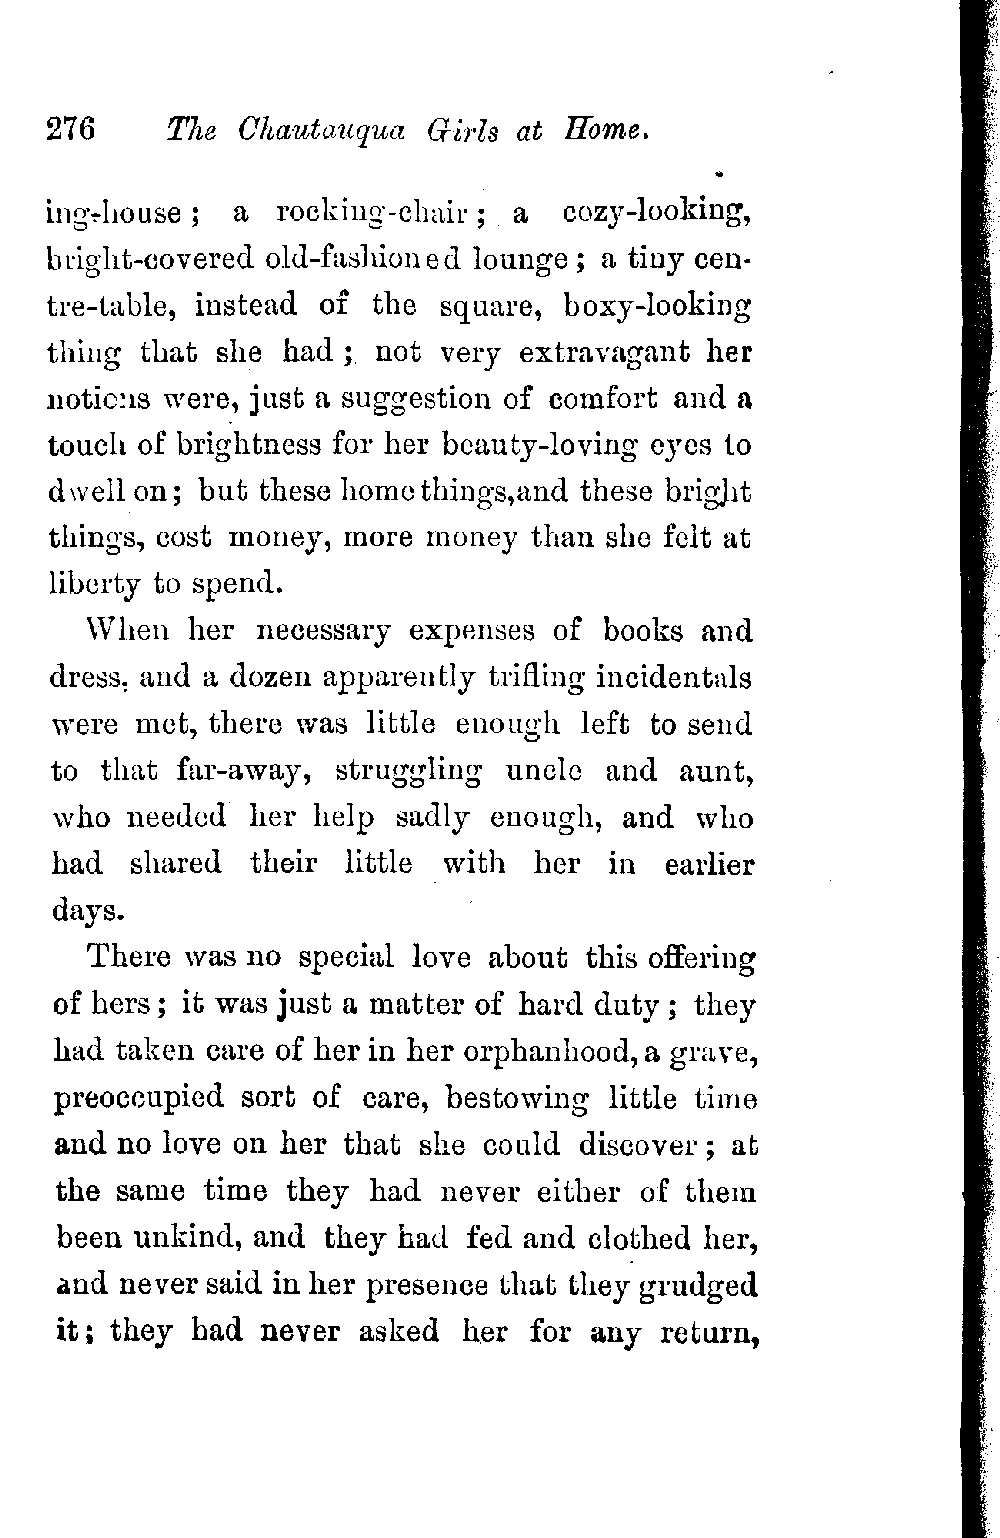 276 The Chautauqua Girls at Home.
ing-house; a rocking-chair; a cozy-looking,
bright-covered old-fashioned lounge; a tiny cen-
tre-table, instead of the square, boxy-looking
thing that she had; not very extravagant her
notions were, just a suggestion of comfort and a
touch of brightness for her beauty-loving eyes to
dwell on; but these home things, and these bright
things, cost money, more money than she felt at
liberty to spend.
When her necessary expenses of books and
dress, and a dozen apparently trifling incidentals
were met, there was little enough left to send
to that far-away, struggling uncle and aunt,
who needed her help sadly enough, and who
had shared their little with her in earlier
days.
There was no special love about this offering
of hers; it was just a matter of hard duty; they
had taken care of her in her orphanhood, a grave,
preoccupied sort of care, bestowing little time
and no love on her that she could discover; at
the same time they had never either of them
been unkind, and they had fed and clothed her,
and never said in her presence that they grudged
it; they had never asked her for any return,